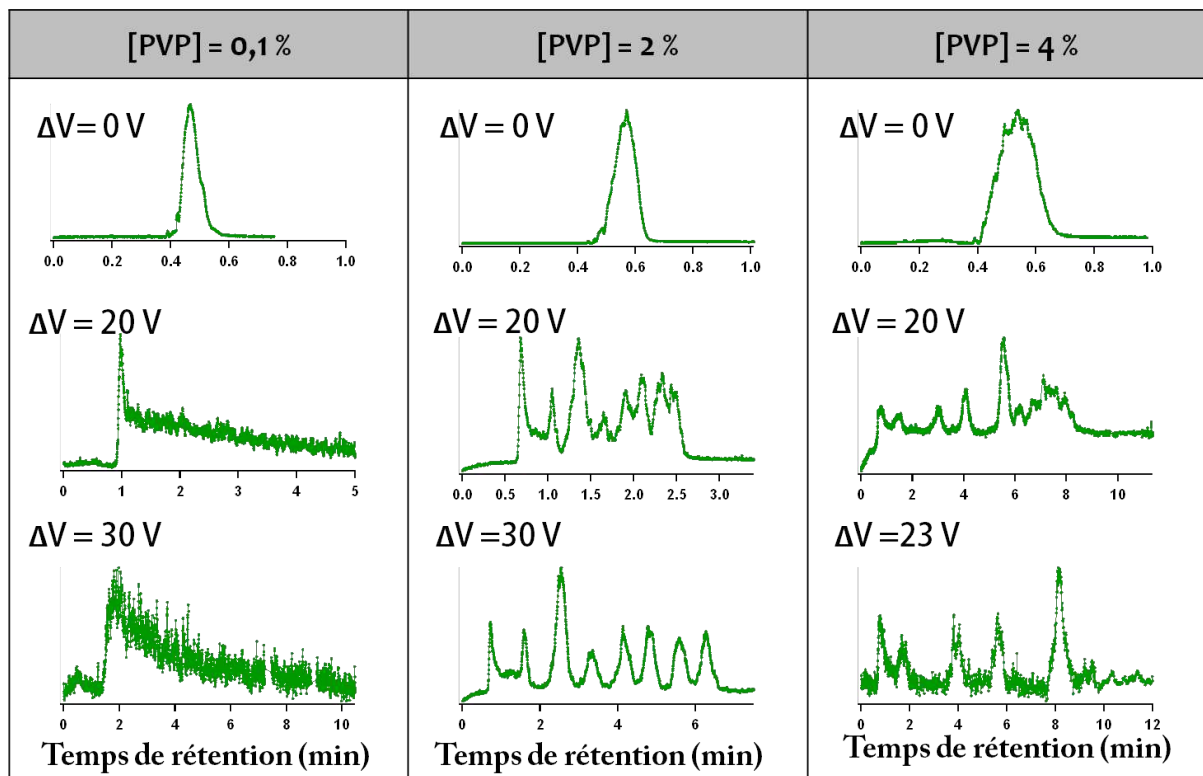 [PVP] = 0,1 % [PVP] = 2 % [PVP] = 4 %
ΔV= 0 V ΔV= 0 V ΔV= 0 V
0.0 0.2 0.4 0.6 0.8 1.0 0.0 0.2 0.4 0.6 0.8 1.0 0.0 0.2 0.4 0.6 0.8 1.0
ΔV = 20 V ΔV = 20 V ΔV = 20 V
0 1 2 3 4 5 0.0 0.5 1.0 1.5 2.0 2.5 3.0 0 2 4 6 8 10
ΔV = 30 V ΔV =30 V ΔV =23 V
0 2 4 6 8 10 2 4 6 0 2 4 6 8 10 12
Temps de rétention (min) Temps de rétention (min) Temps de rétention (min)